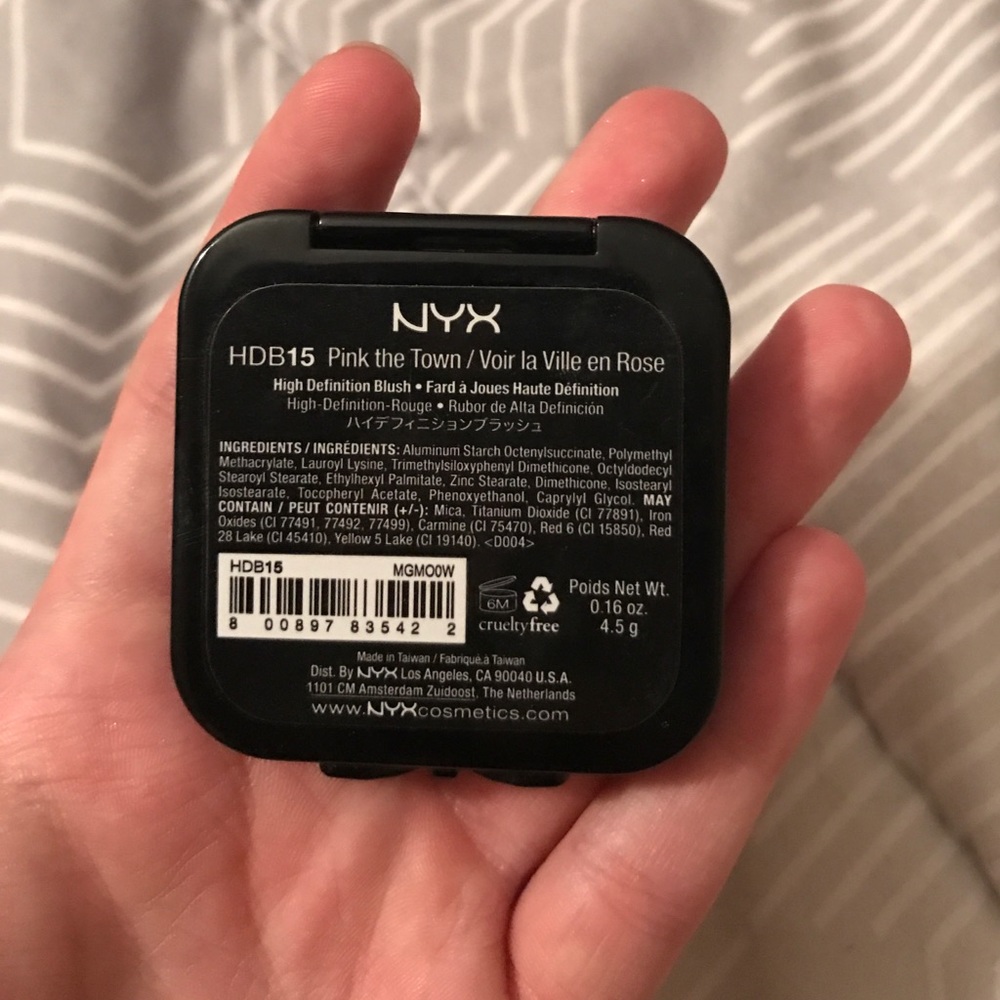 NYX
HDB15 Pink the Town / Voir la Ville en Rose
High Definition Blush • Fard à Joues Haute Définition
High-Definition-Rouge • Rubor de Alta Definición
ハイデフィニションブラッシュ
INGREDIENTS / INGRÉDIENTS: Aluminum Starch Octenylsuccinate, Polymethyl
Methacrylate, Lauroyl Lysine, Trimethylsiloxyphenyl Dimethicone, Octyldodecyl
Stearoyl Stearate, Ethylhexyl Palmitate, Zinc Stearate, Dimethicone, Isostearyl
Isostearate, Tocopheryl Acetate, Phenoxyethanol, Caprylyl Glycol. MAY
CONTAIN / PEUT CONTENIR (+/-): Mica, Titanium Dioxide (CI 77891), Iron
Oxides (CI 77491, 77492, 77499), Carmine (CI 75470), Red 6 (CI 15850), Red
28 Lake (CI 45410), Yellow 5 Lake (CI 19140). <D004>
HDB15 MGMO0W
8 00897 83542 2
6M
crueltyfree
Poids Net Wt.
0.16 oz.
4.5 g
Made in Taiwan / Fabriqué à Taiwan
Dist. By NYX Los Angeles, CA 90040 U.S.A.
1101 CM Amsterdam Zuidoost, The Netherlands
www.NYXcosmetics.com